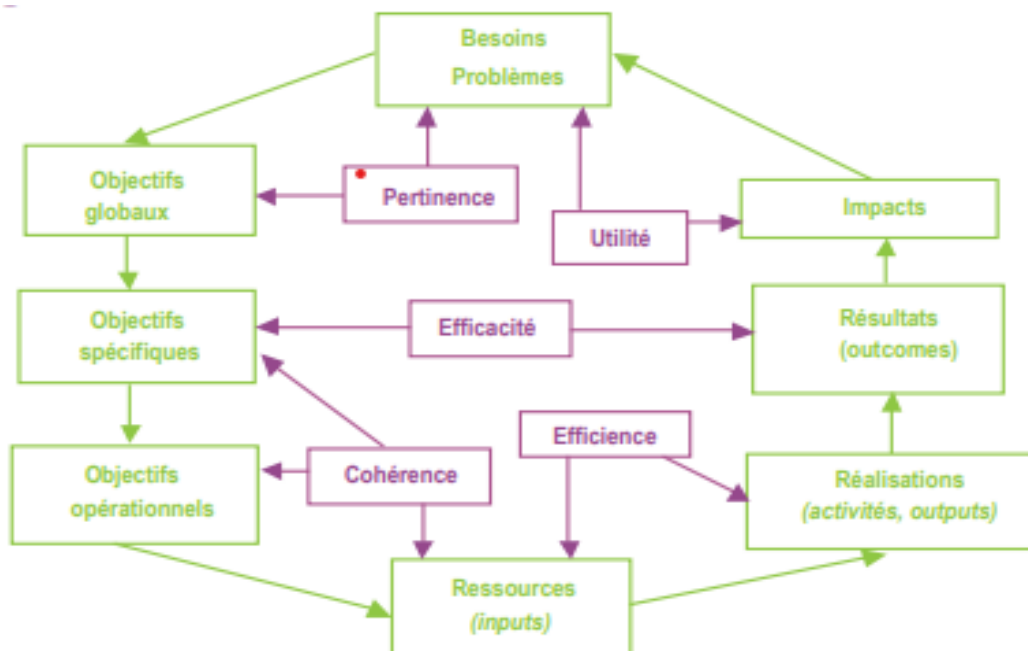 Besoins
Problèmes
Objectifs
globaux
Pertinence
Utilité
Impacts
Objectifs
spécifiques
Efficacité
Résultats
(outcomes)
Efficience
Objectifs
opérationnels
Cohérence
Réalisations
(activités, outputs)
Ressources
(inputs)